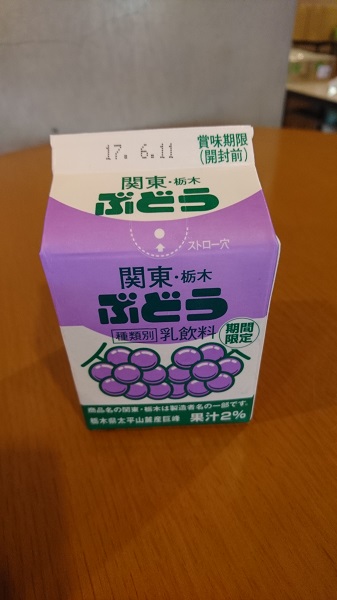 17. 6.11
賞味期限
(開封前)
関東・栃木
ぶどう
ストロー穴
関東・栃木
ぶどう
種類別 乳飲料
期間
限定
商品名の関東・栃木は製造者名の一部です。
栃木県太平山麓産巨峰 果汁2%